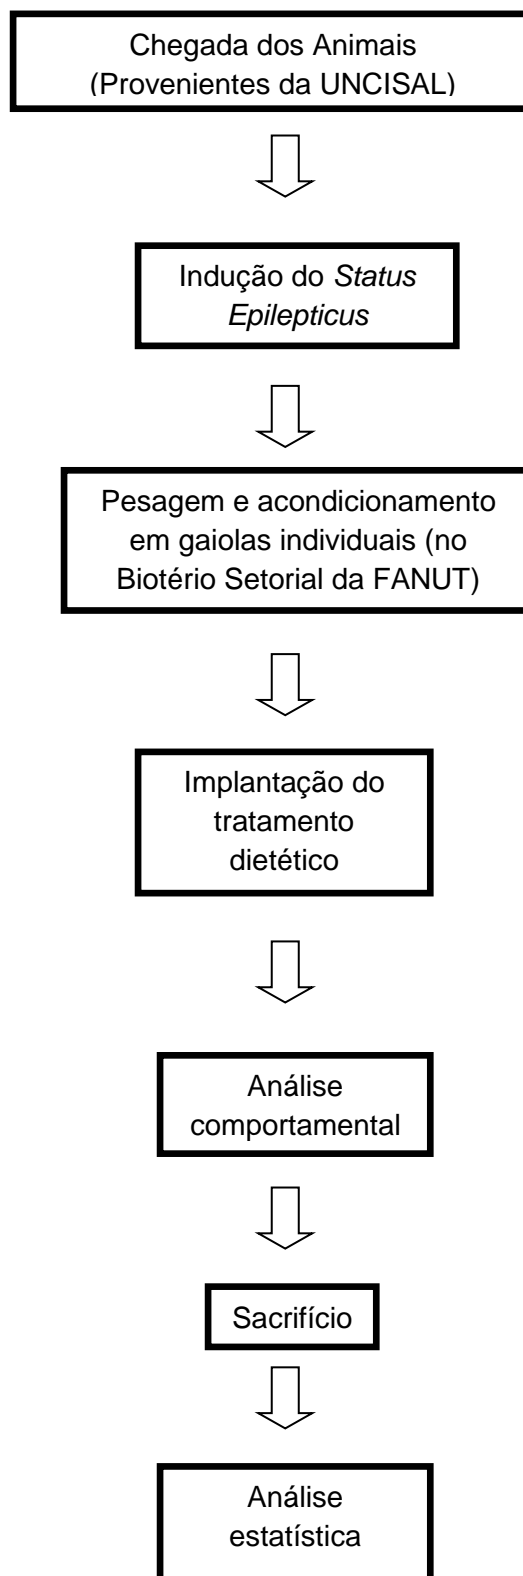 Chegada dos Animais
(Provenientes da UNCISAL)
Indução do Status
Epilepticus
Pesagem e acondicionamento
em gaiolas individuais (no
Biotério Setorial da FANUT)
Implantação do
tratamento
dietético
Análise
comportamental
Sacrifício
Análise
estatística